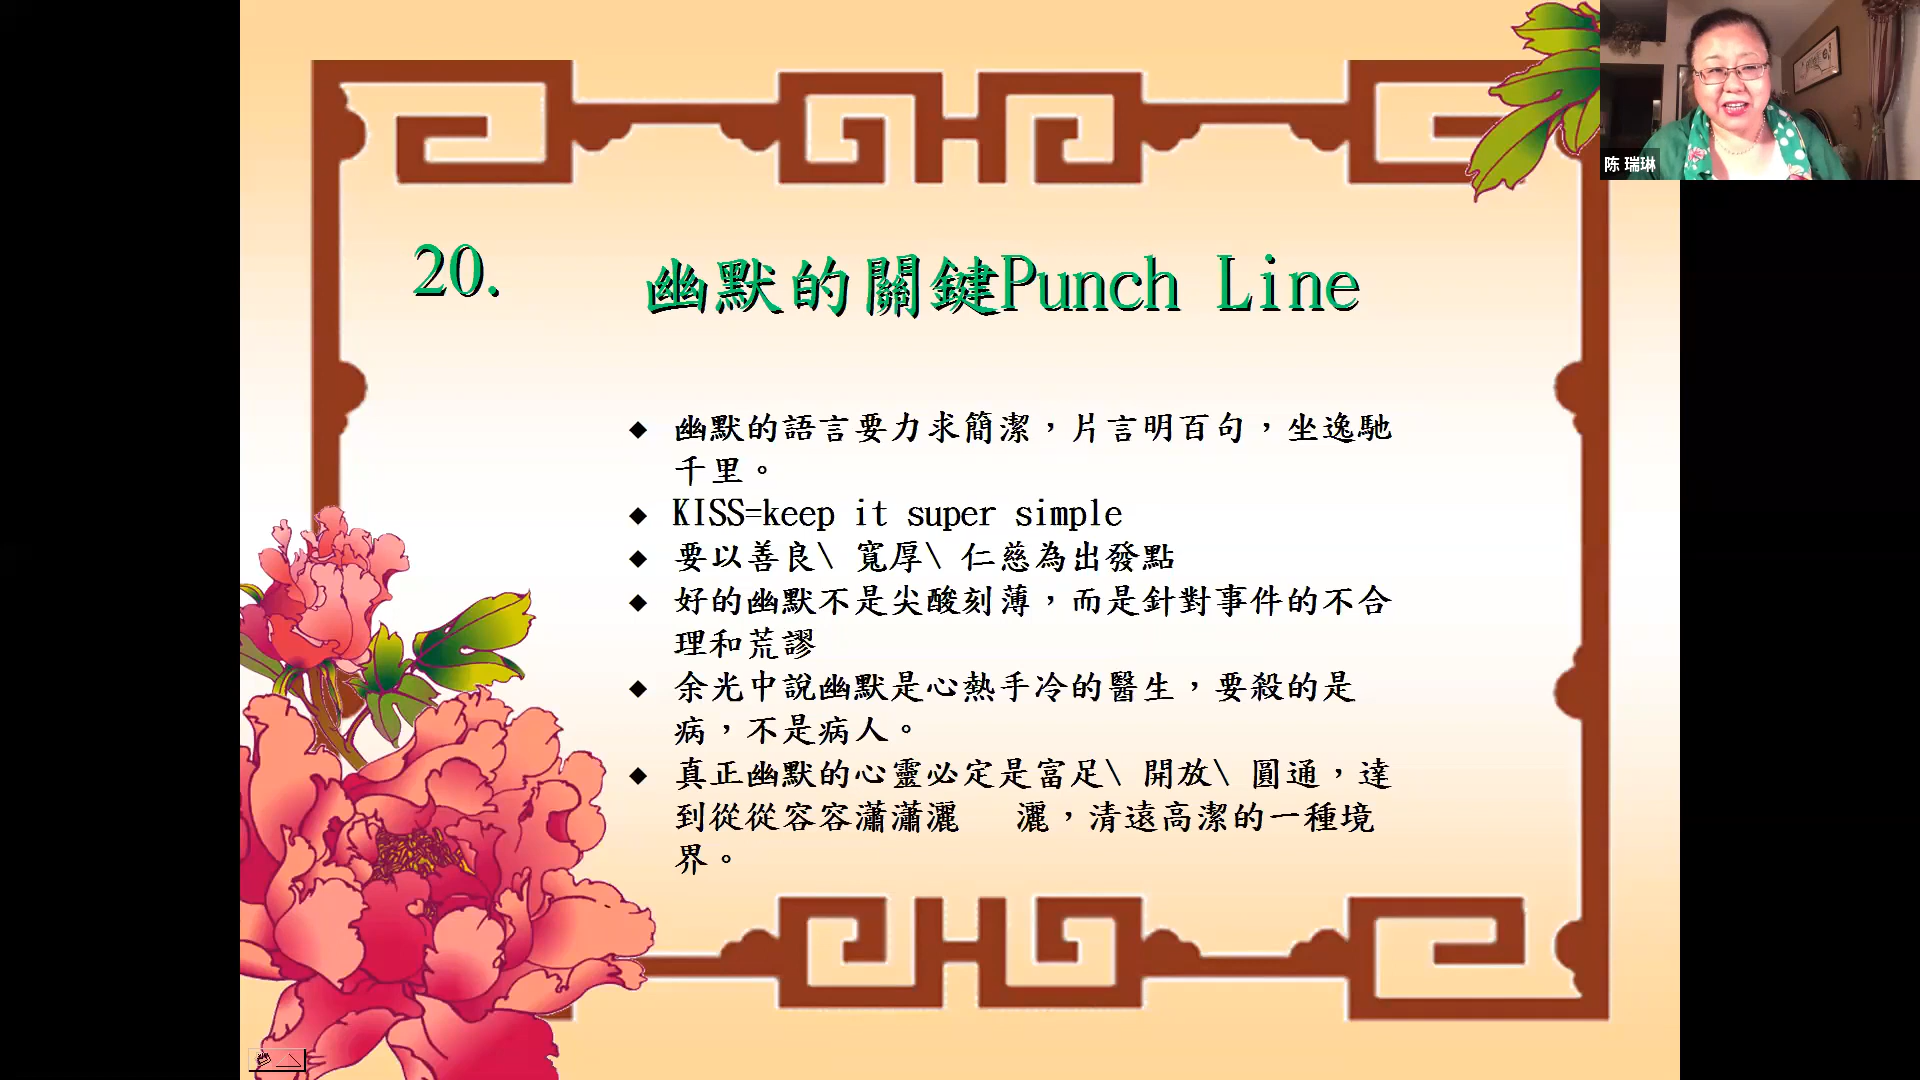 陈 瑞琳
20.
幽默的關鍵Punch Line
◆ 幽默的語言要力求簡潔，片言明百句，坐逸馳
千里。
◆ KISS=keep it super simple
◆ 要以善良\ 寬厚\ 仁慈為出發點
◆ 好的幽默不是尖酸刻薄，而是針對事件的不合
理和荒謬
◆ 余光中說幽默是心熱手冷的醫生，要殺的是
病，不是病人。
◆ 真正幽默的心靈必定是富足\ 開放\ 圓通，達
到從從容容瀟瀟灑 灑，清遠高潔的一種境
界。